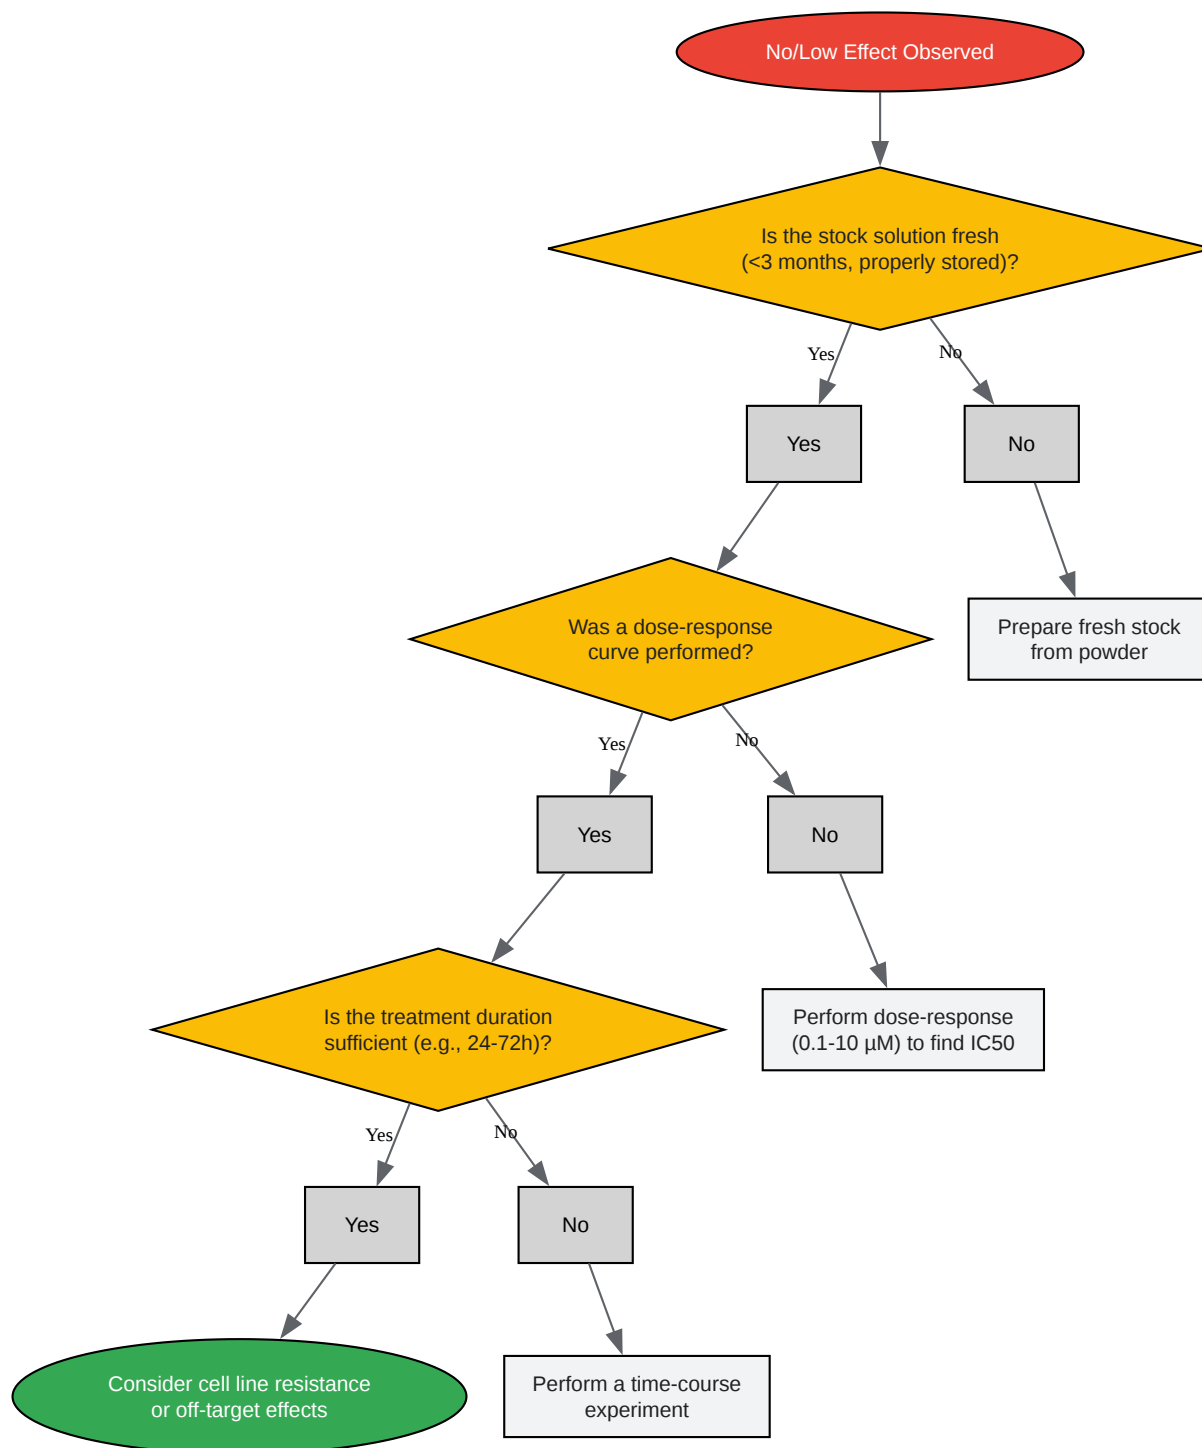 No/Low Effect Observed
Is the stock solution fresh
(<3 months, properly stored)?
Yes
No
Yes
No
Prepare fresh stock
from powder
Was a dose-response
curve performed?
Yes
No
Yes
No
Perform dose-response
(0.1-10 µM) to find IC50
Is the treatment duration
sufficient (e.g., 24-72h)?
Yes
No
Yes
No
Consider cell line resistance
or off-target effects
Perform a time-course
experiment